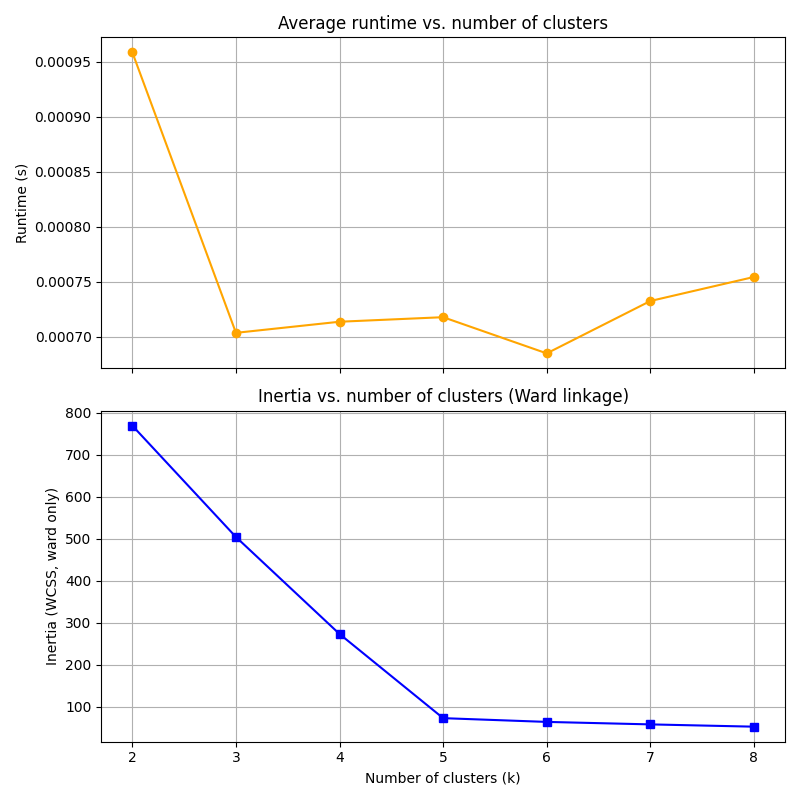 Average runtime vs. number of clusters
0.00095
0.00090
0.00085
0.00080
0.00075
0.00070
Runtime (s)
Inertia vs. number of clusters (Ward linkage)
800
700
600
500
400
300
200
100
Inertia (WCSS, ward only)
2 3 4 5 6 7 8
Number of clusters (k)